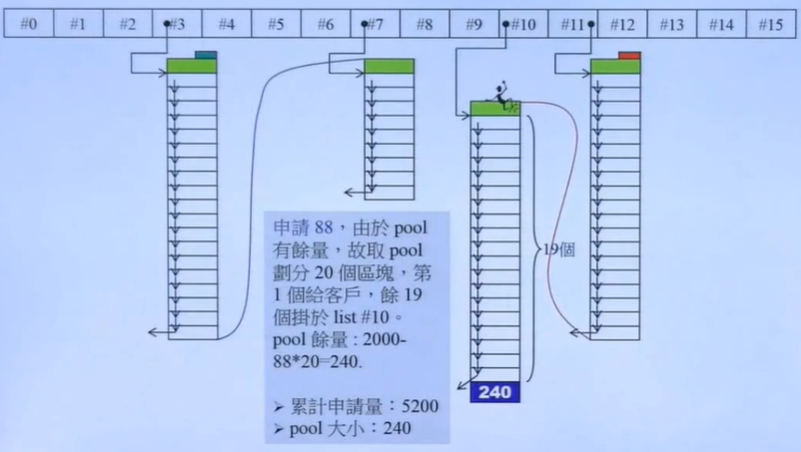 #0 #1 #2 #3 #4 #5 #6 #7 #8 #9 #10 #11 #12 #13 #14 #15
申請 88，由於 pool
有餘量，故取 pool
劃分 20 個區塊，第
1 個給客戶，餘 19
個掛於 list #10。
pool 餘量 : 2000-
88*20=240.
19個
240
➢ 累計申請量：5200
➢ pool 大小：240